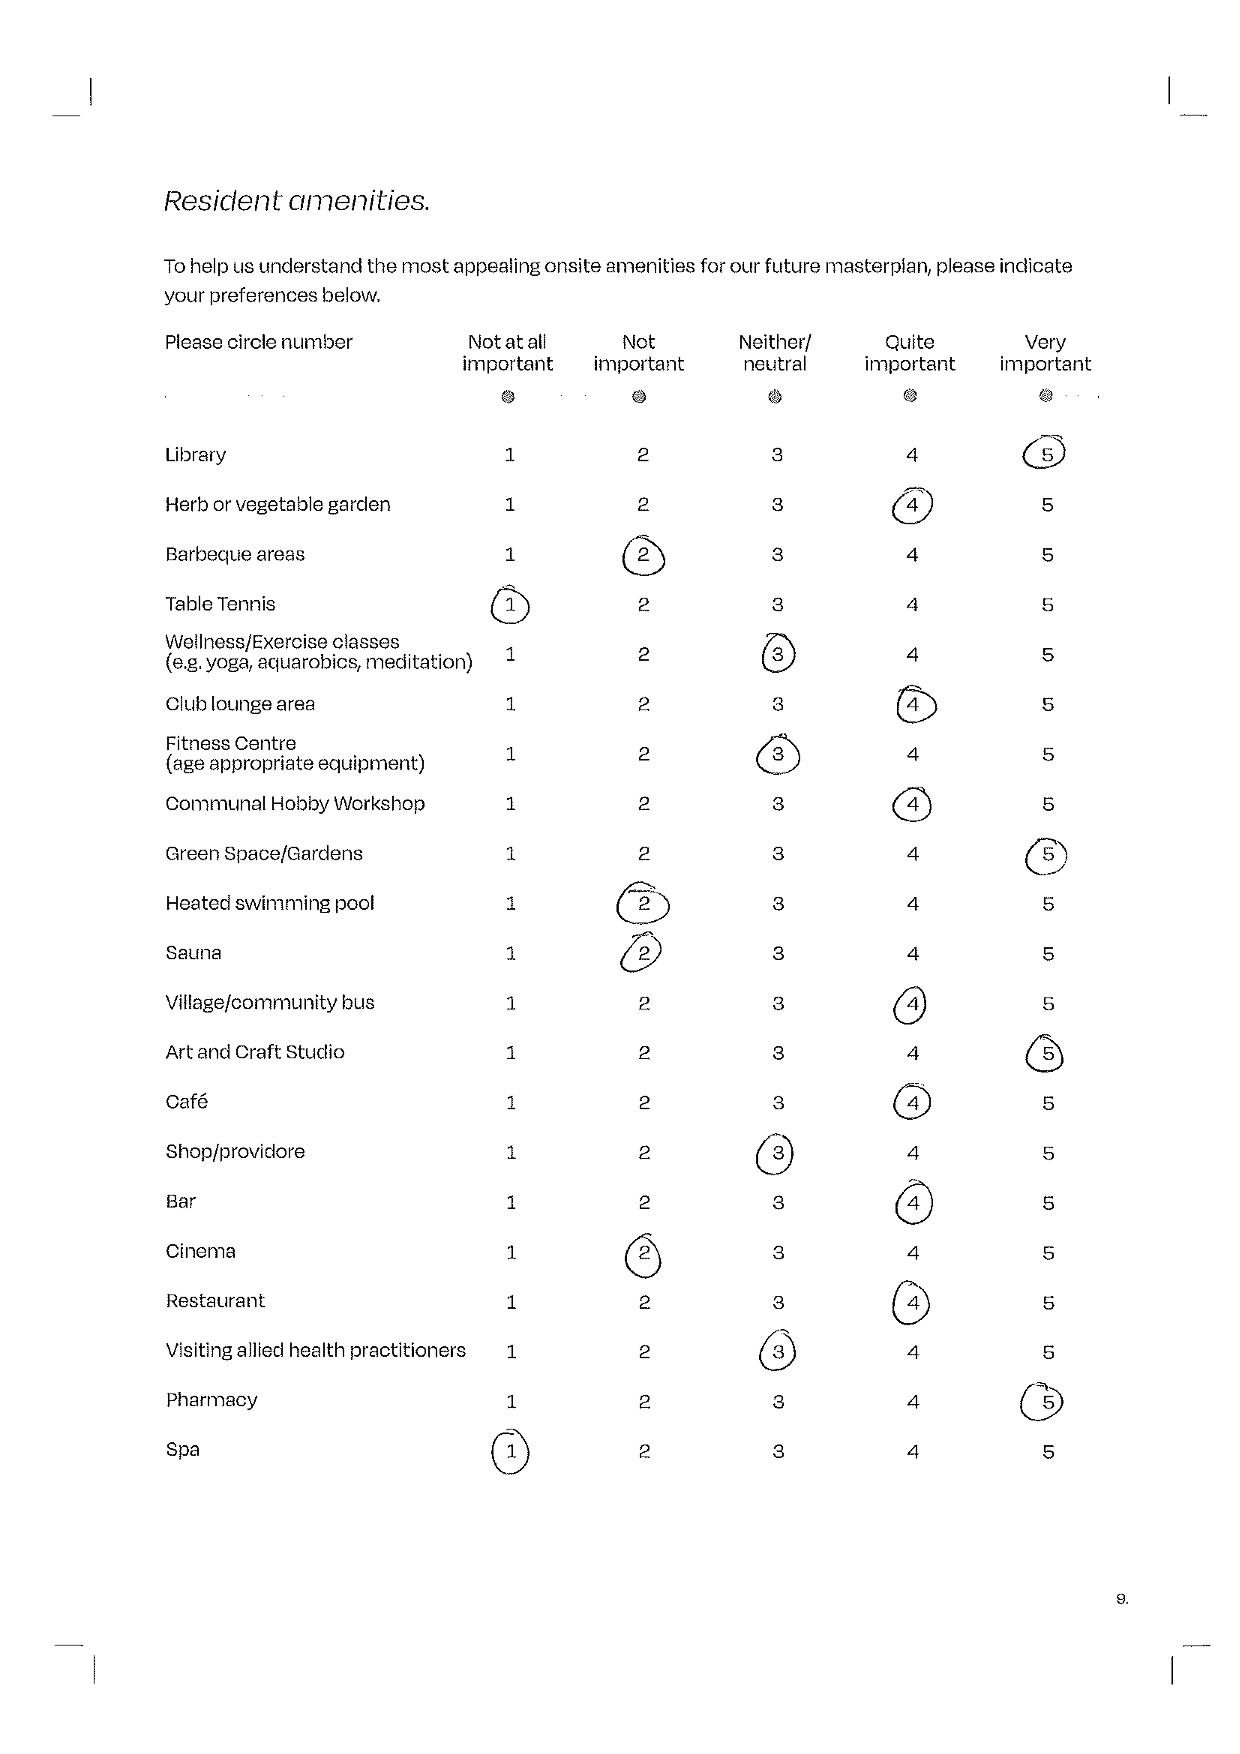 Resident amenities.
To help us understand the most appealing onsite amenities for our future masterplan, please indicate
your preferences below.
Please circle number Not at all Not Neither/ Quite Very
important important neutral important important
Library 1 2 3 4 5
Herb or vegetable garden 1 2 3 4 5
Barbeque areas 1 2 3 4 5
Table Tennis 1 2 3 4 5
Wellness/Exercise classes
(e.g. yoga, aquarobics, meditation) 1 2 3 4 5
Club lounge area 1 2 3 4 5
Fitness Centre
(age appropriate equipment) 1 2 3 4 5
Communal Hobby Workshop 1 2 3 4 5
Green Space/Gardens 1 2 3 4 5
Heated swimming pool 1 2 3 4 5
Sauna 1 2 3 4 5
Village/community bus 1 2 3 4 5
Art and Craft Studio 1 2 3 4 5
Café 1 2 3 4 5
Shop/providore 1 2 3 4 5
Bar 1 2 3 4 5
Cinema 1 2 3 4 5
Restaurant 1 2 3 4 5
Visiting allied health practitioners 1 2 3 4 5
Pharmacy 1 2 3 4 5
Spa 1 2 3 4 5
9.